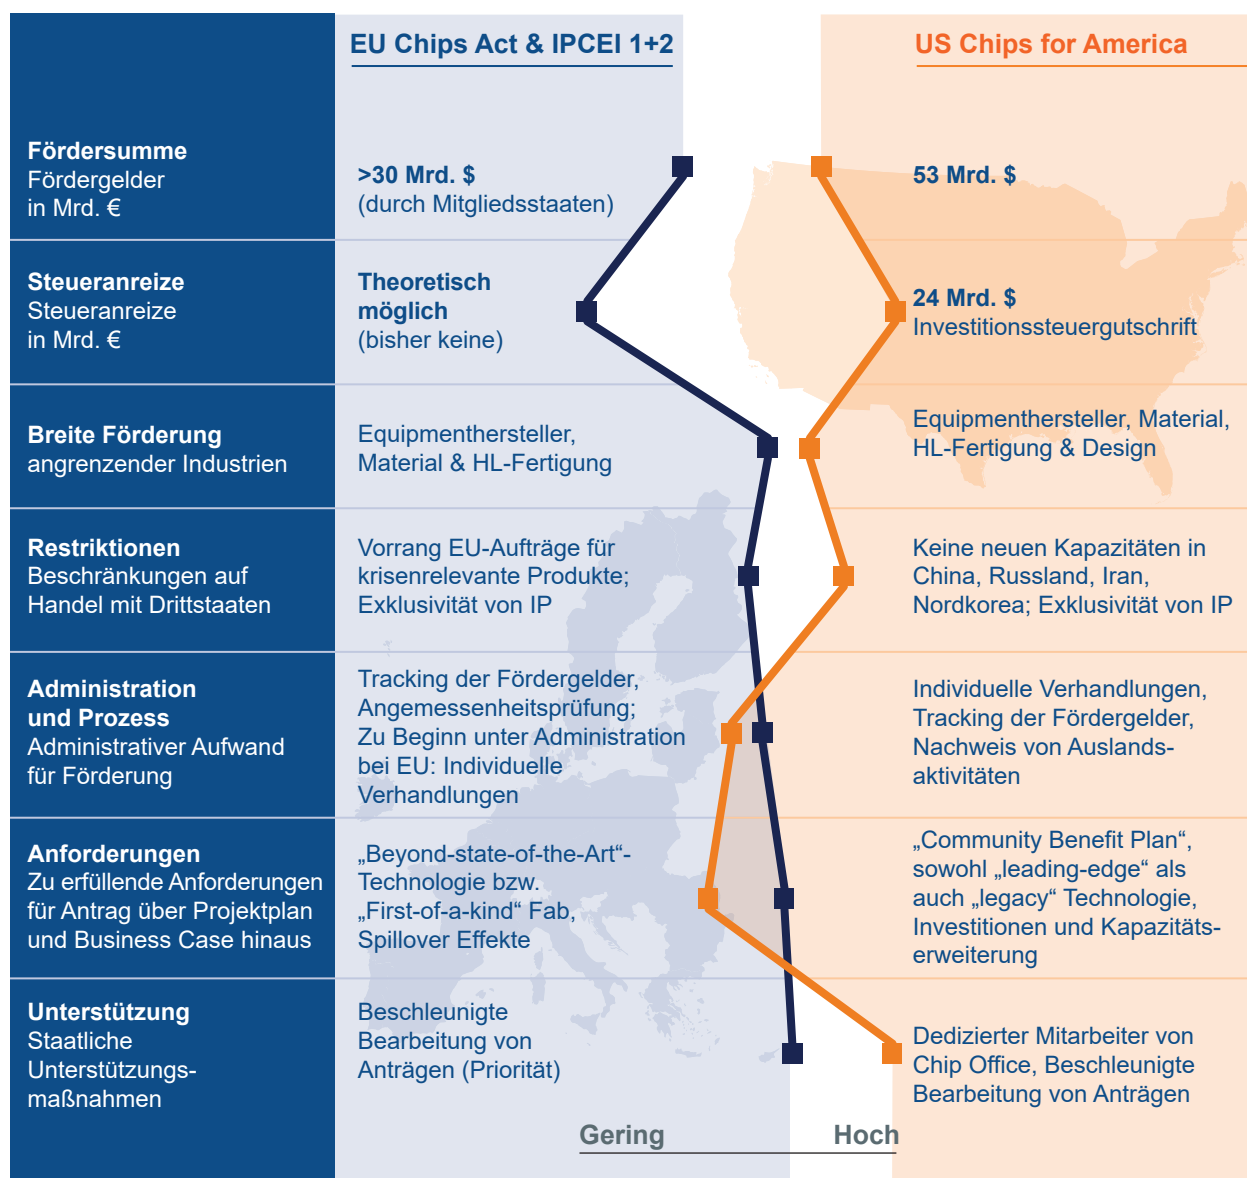 EU Chips Act & IPCEI 1+2
US Chips for America
Fördersumme
Fördergelder
in Mrd. €
>30 Mrd. $
(durch Mitgliedsstaaten)
53 Mrd. $
Steueranreize
Steueranreize
in Mrd. €
Theoretisch
möglich
(bisher keine)
24 Mrd. $
Investitionssteuergutschrift
Breite Förderung
angrenzender Industrien
Equipmenthersteller,
Material & HL-Fertigung
Equipmenthersteller, Material,
HL-Fertigung & Design
Restriktionen
Beschränkungen auf
Handel mit Drittstaaten
Vorrang EU-Aufträge für
krisenrelevante Produkte;
Exklusivität von IP
Keine neuen Kapazitäten in
China, Russland, Iran,
Nordkorea; Exklusivität von IP
Administration
und Prozess
Administrativer Aufwand
für Förderung
Tracking der Fördergelder,
Angemessenheitsprüfung;
Zu Beginn unter Administration
bei EU: Individuelle
Verhandlungen
Individuelle Verhandlungen,
Tracking der Fördergelder,
Nachweis von Auslands-
aktivitäten
Anforderungen
Zu erfüllende Anforderungen
für Antrag über Projektplan
und Business Case hinaus
„Beyond-state-of-the-Art“-
Technologie bzw.
„First-of-a-kind“ Fab,
Spillover Effekte
„Community Benefit Plan“,
sowohl „leading-edge“ als
auch „legacy“ Technologie,
Investitionen und Kapazitäts-
erweiterung
Unterstützung
Staatliche
Unterstützungs-
maßnahmen
Beschleunigte
Bearbeitung von
Anträgen (Priorität)
Dedizierter Mitarbeiter von
Chip Office, Beschleunigte
Bearbeitung von Anträgen
Gering
Hoch